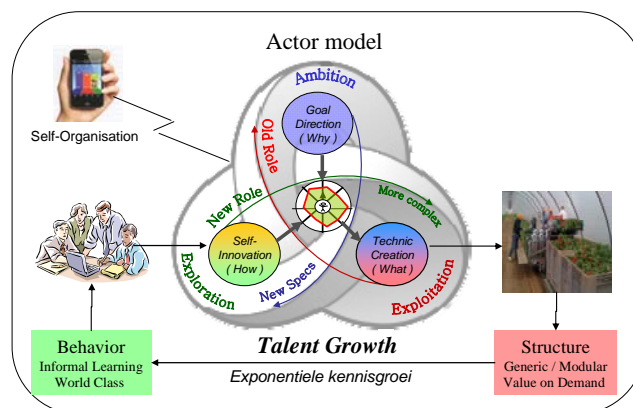 Actor model
Ambition
Goal
Direction
( Why )
Self-Organisation
Old Role
New Role
More complex
Self-
Innovation
( How )
Technic
Creation
( What )
Exploration
New Specs
Exploitation
Behavior
Informal Learning
World Class
Talent Growth
Exponentiele kennisgroei
Structure
Generic / Modular
Value on Demand